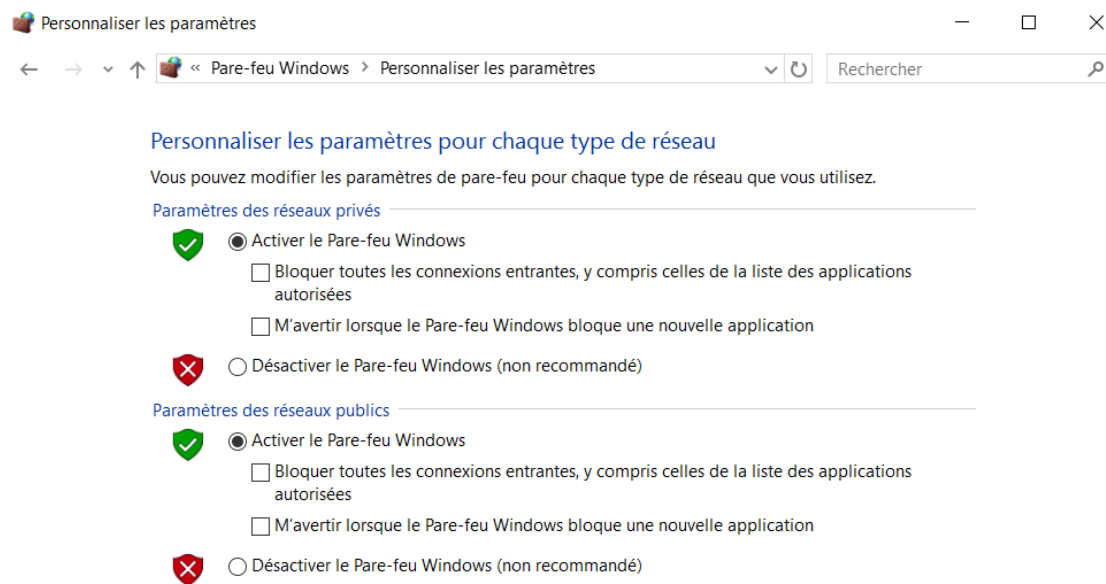 Personnaliser les paramètres
« Pare-feu Windows > Personnaliser les paramètres
Rechercher
Personnaliser les paramètres pour chaque type de réseau
Vous pouvez modifier les paramètres de pare-feu pour chaque type de réseau que vous utilisez.
Paramètres des réseaux privés
Activer le Pare-feu Windows
Bloquer toutes les connexions entrantes, y compris celles de la liste des applications
autorisées
M'avertir lorsque le Pare-feu Windows bloque une nouvelle application
Désactiver le Pare-feu Windows (non recommandé)
Paramètres des réseaux publics
Activer le Pare-feu Windows
Bloquer toutes les connexions entrantes, y compris celles de la liste des applications
autorisées
M'avertir lorsque le Pare-feu Windows bloque une nouvelle application
Désactiver le Pare-feu Windows (non recommandé)